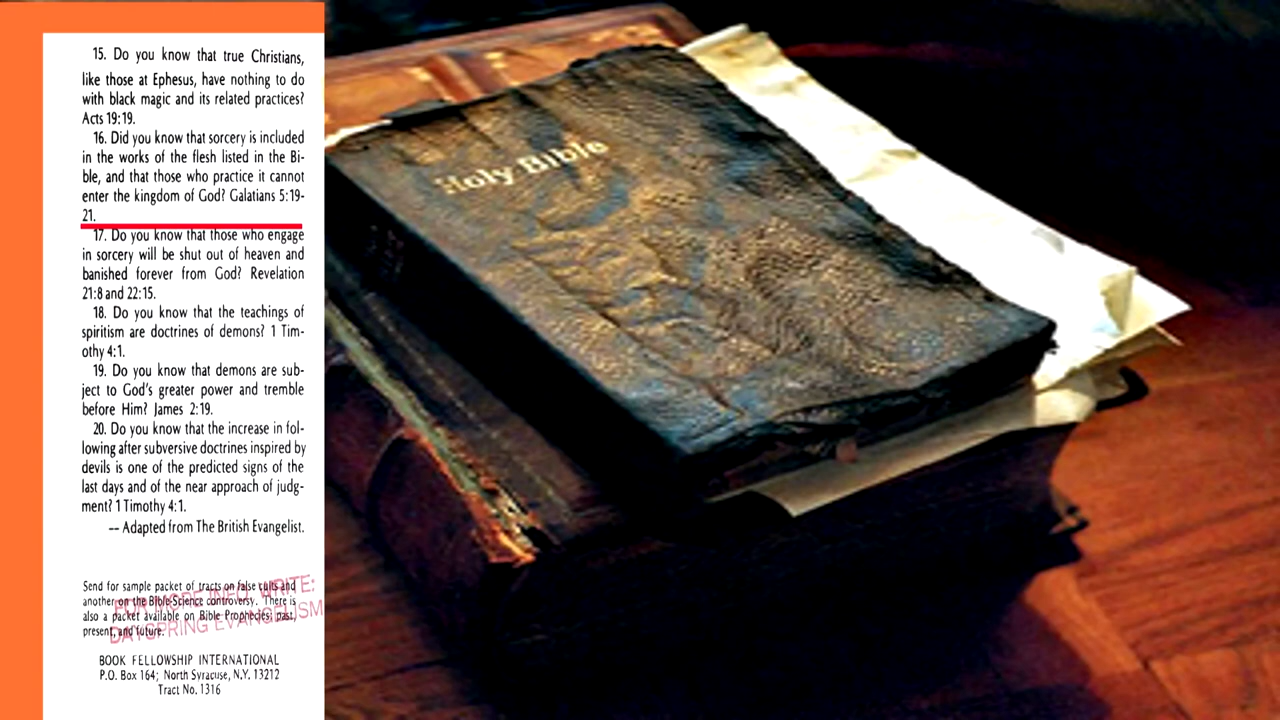 15. Do you know that true Christians,
like those at Ephesus, have nothing to do
with black magic and its related practices?
Acts 19:19.
16. Did you know that sorcery is included
in the works of the flesh listed in the Bi-
ble, and that those who practice it cannot
enter the kingdom of God? Galatians 5:19-
21.
17. Do you know that those who engage
in sorcery will be shut out of heaven and
banished forever from God? Revelation
21:8 and 22:15.
18. Do you know that the teachings of
spiritism are doctrines of demons? 1 Tim-
othy 4:1.
19. Do you know that demons are sub-
ject to God's greater power and tremble
before Him? James 2:19.
20. Do you know that the increase in fol-
lowing after subversive doctrines inspired by
devils is one of the predicted signs of the
last days and of the near approach of judg-
ment? 1 Timothy 4:1.
-- Adapted from The British Evangelist.
Send for sample packet of tracts on false cults and
another on the Bible-Science controversy. There is
also a packet available on Bible Prophecies; past,
present, and future.
FOR MORE INFO. WRITE:
DAYSPRING EVANGELISM
BOOK FELLOWSHIP INTERNATIONAL
P.O. Box 164; North Syracuse, N.Y. 13212
Tract No. 1316
Holy Bible